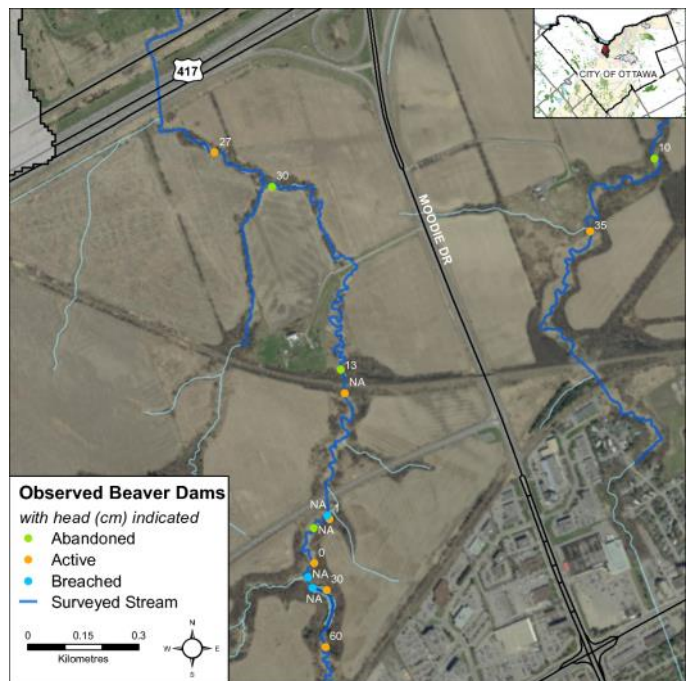 417
CITY OF OTTAWA
27
30
10
MOODIE DR
35
13
NA
NA
1
NA
0
NA
30
NA
60
Observed Beaver Dams
with head (cm) indicated
Abandoned
Active
Breached
Surveyed Stream
0 0.15 0.3
Kilometres
N
W E
S